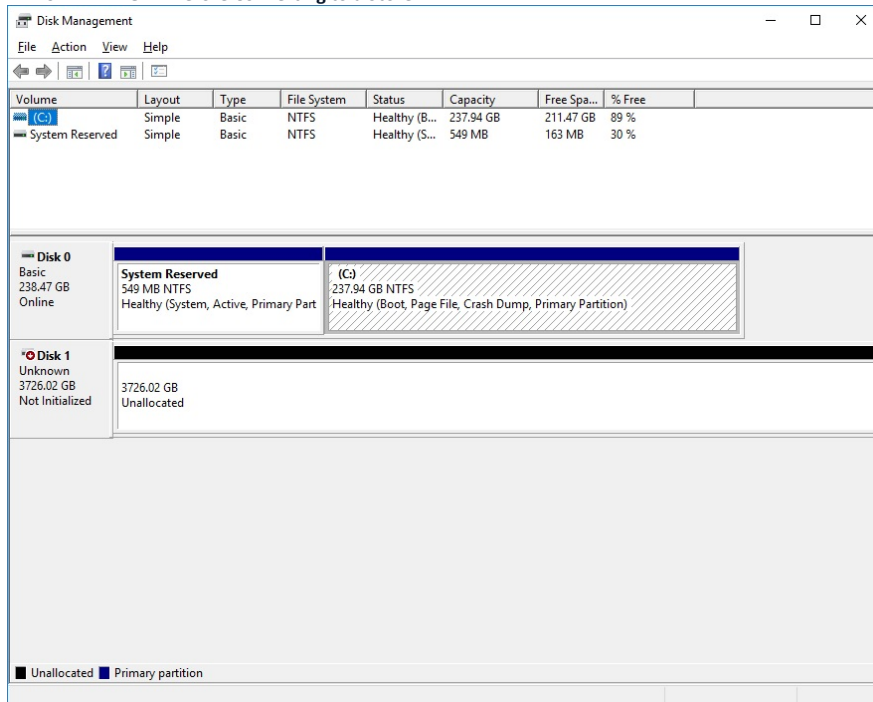 Disk Management
File Action View Help
Volume Layout Type File System Status Capacity Free Spa... % Free
(C:) Simple Basic NTFS Healthy (B... 237.94 GB 211.47 GB 89 %
System Reserved Simple Basic NTFS Healthy (S... 549 MB 163 MB 30 %
Disk 0
Basic
238.47 GB
Online
System Reserved
549 MB NTFS
Healthy (System, Active, Primary Part
(C:)
237.94 GB NTFS
Healthy (Boot, Page File, Crash Dump, Primary Partition)
Disk 1
Unknown
3726.02 GB
Not Initialized
3726.02 GB
Unallocated
Unallocated Primary partition